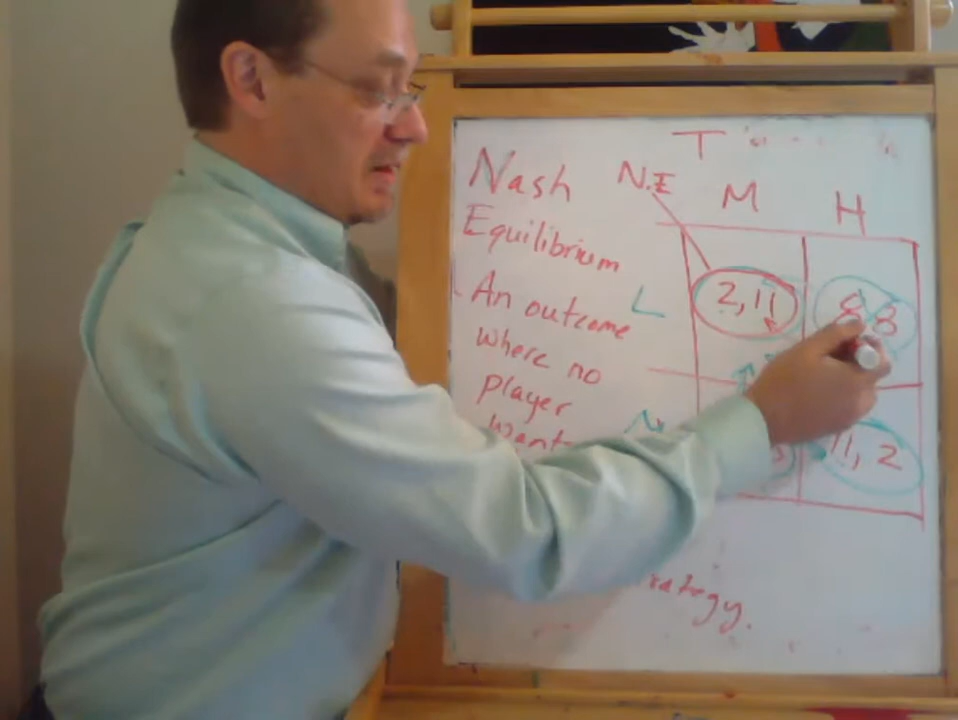 T
Nash N.E M H
Equilibrium
An outcome L 2,11 8,8
where no
player
11, 2
rategy.